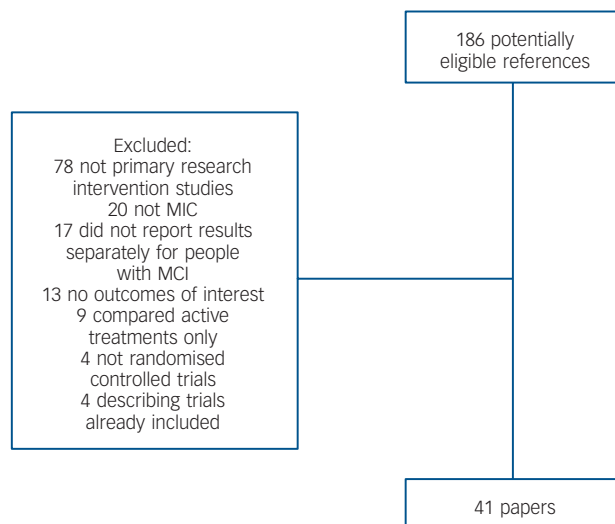 186 potentially
eligible references
Excluded:
78 not primary research
intervention studies
20 not MIC
17 did not report results
separately for people
with MCI
13 no outcomes of interest
9 compared active
treatments only
4 not randomised
controlled trials
4 describing trials
already included
41 papers